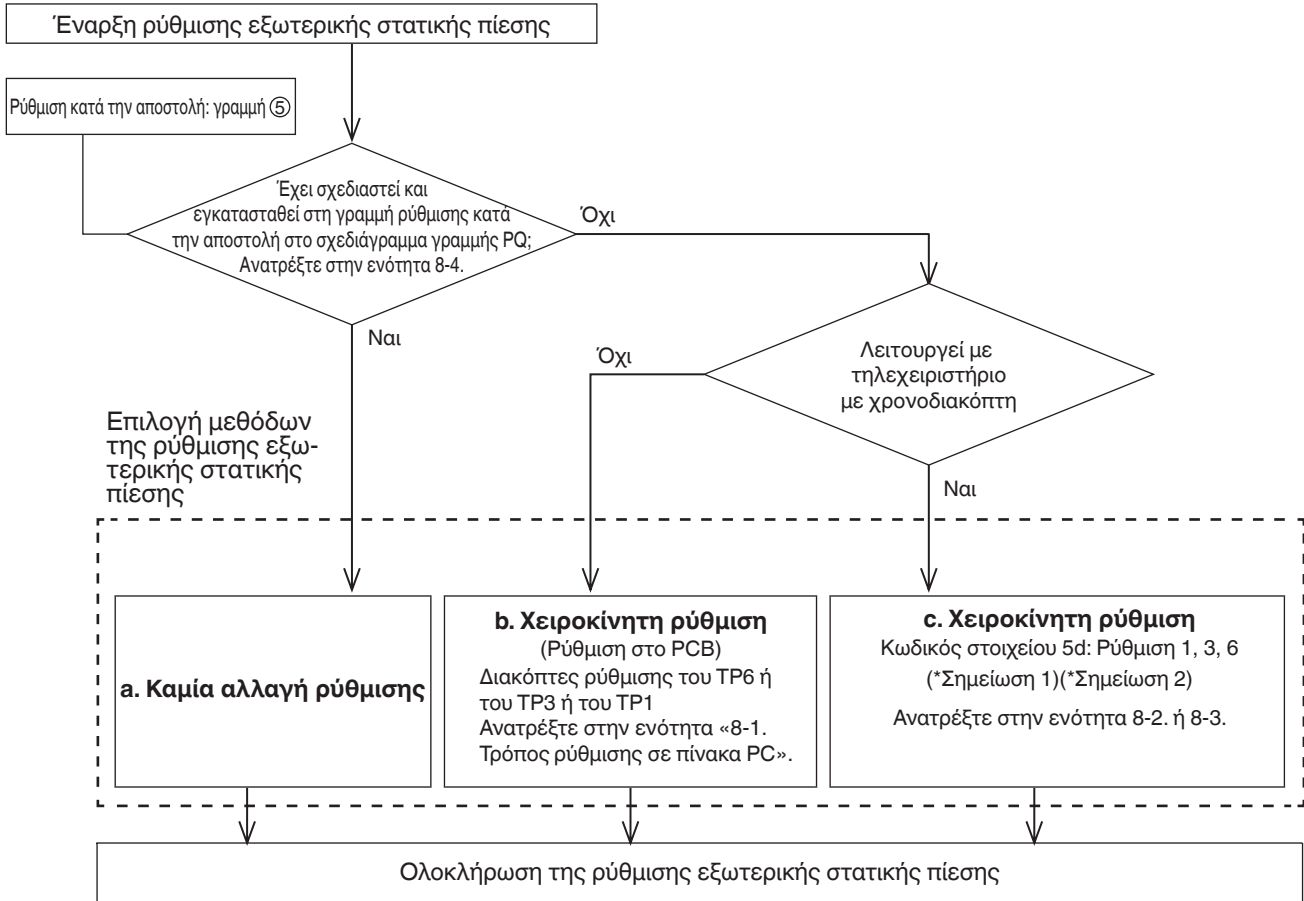 Έναρξη ρύθμισης εξωτερικής στατικής πίεσης
Ρύθμιση κατά την αποστολή: γραμμή ⑤
Έχει σχεδιαστεί και
εγκατασταθεί στη γραμμή ρύθμισης κατά
την αποστολή στο σχεδιάγραμμα γραμμής PQ;
Ανατρέξτε στην ενότητα 8-4.
Όχι
Ναι
Λειτουργεί με
τηλεχειριστήριο
με χρονοδιακόπτη
Όχι
Ναι
Επιλογή μεθόδων
της ρύθμισης εξω-
τερικής στατικής
πίεσης
a. Καμία αλλαγή ρύθμισης
b. Χειροκίνητη ρύθμιση
(Ρύθμιση στο PCB)
Διακόπτες ρύθμισης του TP6 ή
του TP3 ή του TP1
Ανατρέξτε στην ενότητα «8-1.
Τρόπος ρύθμισης σε πίνακα PC».
c. Χειροκίνητη ρύθμιση
Κωδικός στοιχείου 5d: Ρύθμιση 1, 3, 6
(*Σημείωση 1)(*Σημείωση 2)
Ανατρέξτε στην ενότητα 8-2. ή 8-3.
Ολοκλήρωση της ρύθμισης εξωτερικής στατικής πίεσης